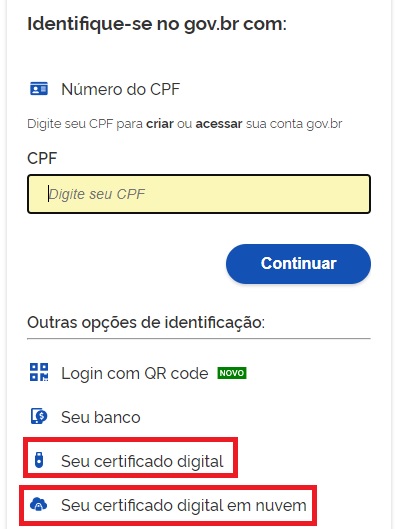 Identifique-se no gov.br com:
Número do CPF
Digite seu CPF para criar ou acessar sua conta gov.br
CPF
Digite seu CPF
Continuar
Outras opções de identificação:
Login com QR code NOVO
Seu banco
Seu certificado digital
Seu certificado digital em nuvem